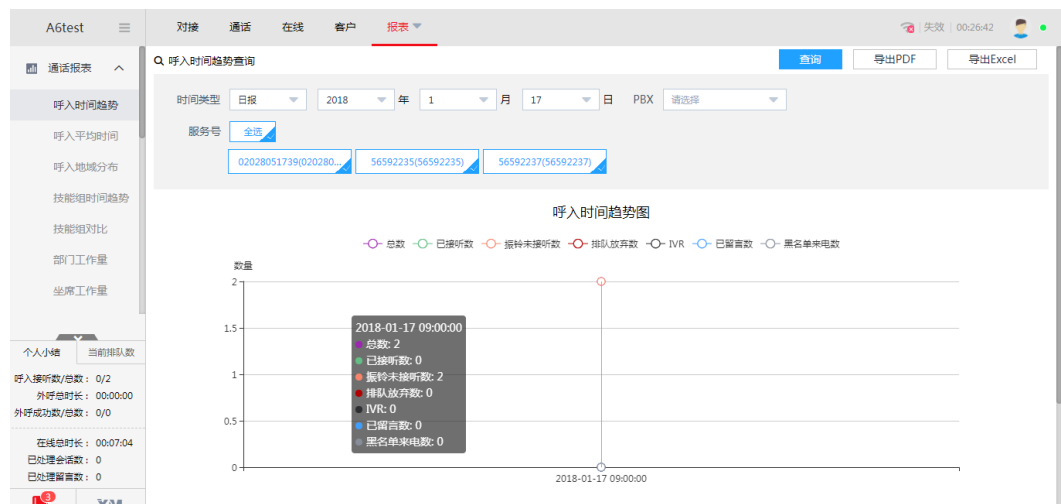 A6test
对接 通话 在线 客户 报表
失效 00:26:42
通话报表
呼入时间趋势
呼入平均时间
呼入地域分布
技能组时间趋势
技能组对比
部门工作量
坐席工作量
个人小结 当前排队数
呼入接听数/总数： 0/2
外呼总时长： 00:00:00
外呼成功数/总数： 0/0
在线总时长： 00:07:04
已处理会话数： 0
已处理留言数： 0
3
呼入时间趋势查询
查询 导出PDF 导出Excel
时间类型 日报 2018 年 1 月 17 日 PBX 请选择
服务号 全选
02028051739(020280... 56592235(56592235) 56592237(56592237)
呼入时间趋势图
总数 已接听数 振铃未接听数 排队放弃数 IVR 已留言数 黑名单来电数
数量
2
1.5
1
0.5
0
2018-01-17 09:00:00
总数: 2
已接听数: 0
振铃未接听数: 2
排队放弃数: 0
IVR: 0
已留言数: 0
黑名单来电数: 0
2018-01-17 09:00:00